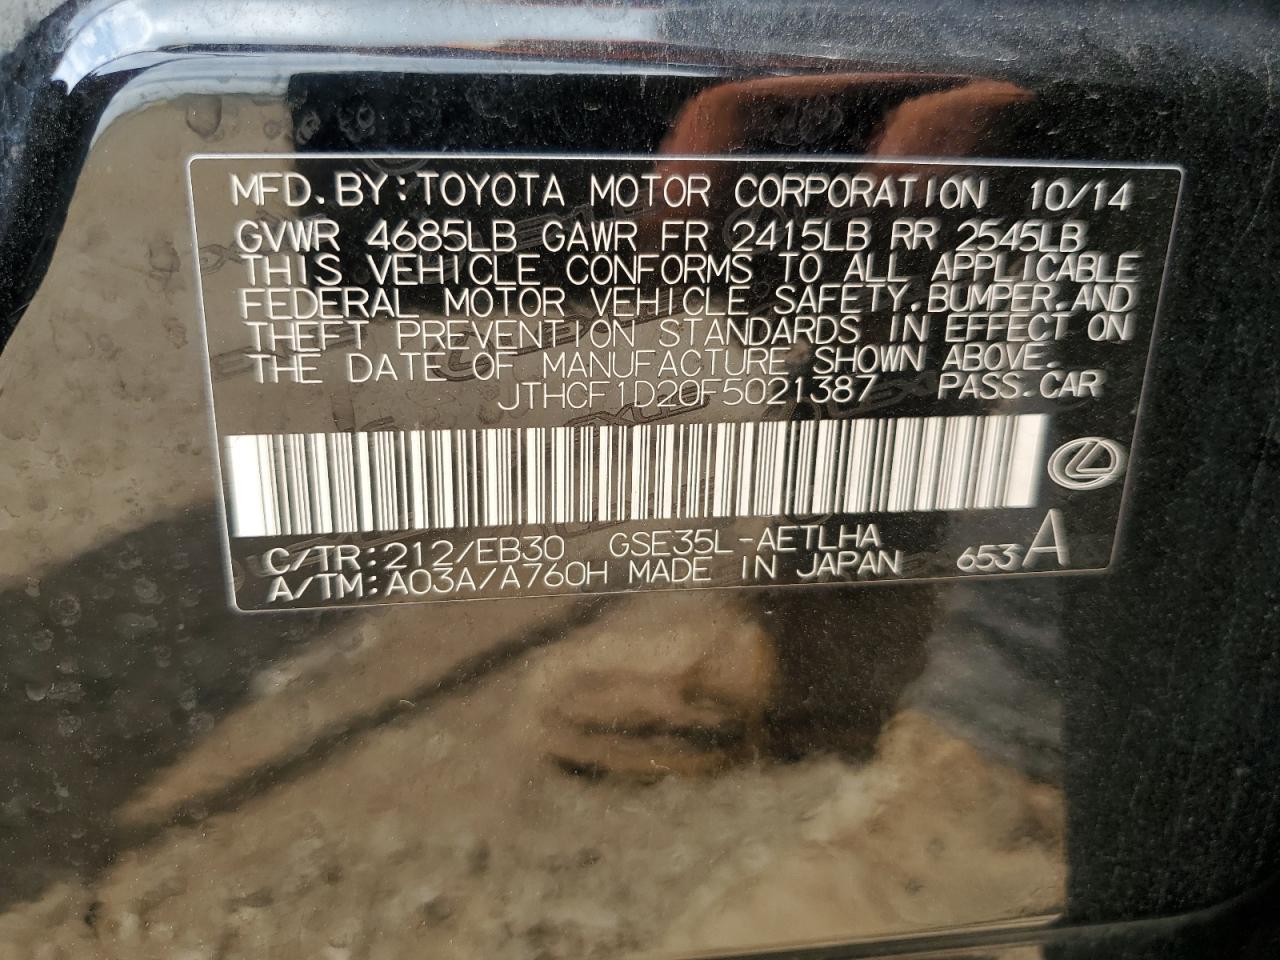 MFD.BY:TOYOTA MOTOR CORPORATION 10/14
GVWR 4685LB GAWR FR 2415LB RR 2545LB
THIS VEHICLE CONFORMS TO ALL APPLICABLE
FEDERAL MOTOR VEHICLE SAFETY,BUMPER,AND
THEFT PREVENTION STANDARDS IN EFFECT ON
THE DATE OF MANUFACTURE SHOWN ABOVE.
JTHCF1D20F5021387 PASS.CAR
C/TR:212/EB30 GSE35L-AETLHA
A/TM:A03A/A760H MADE IN JAPAN 653A